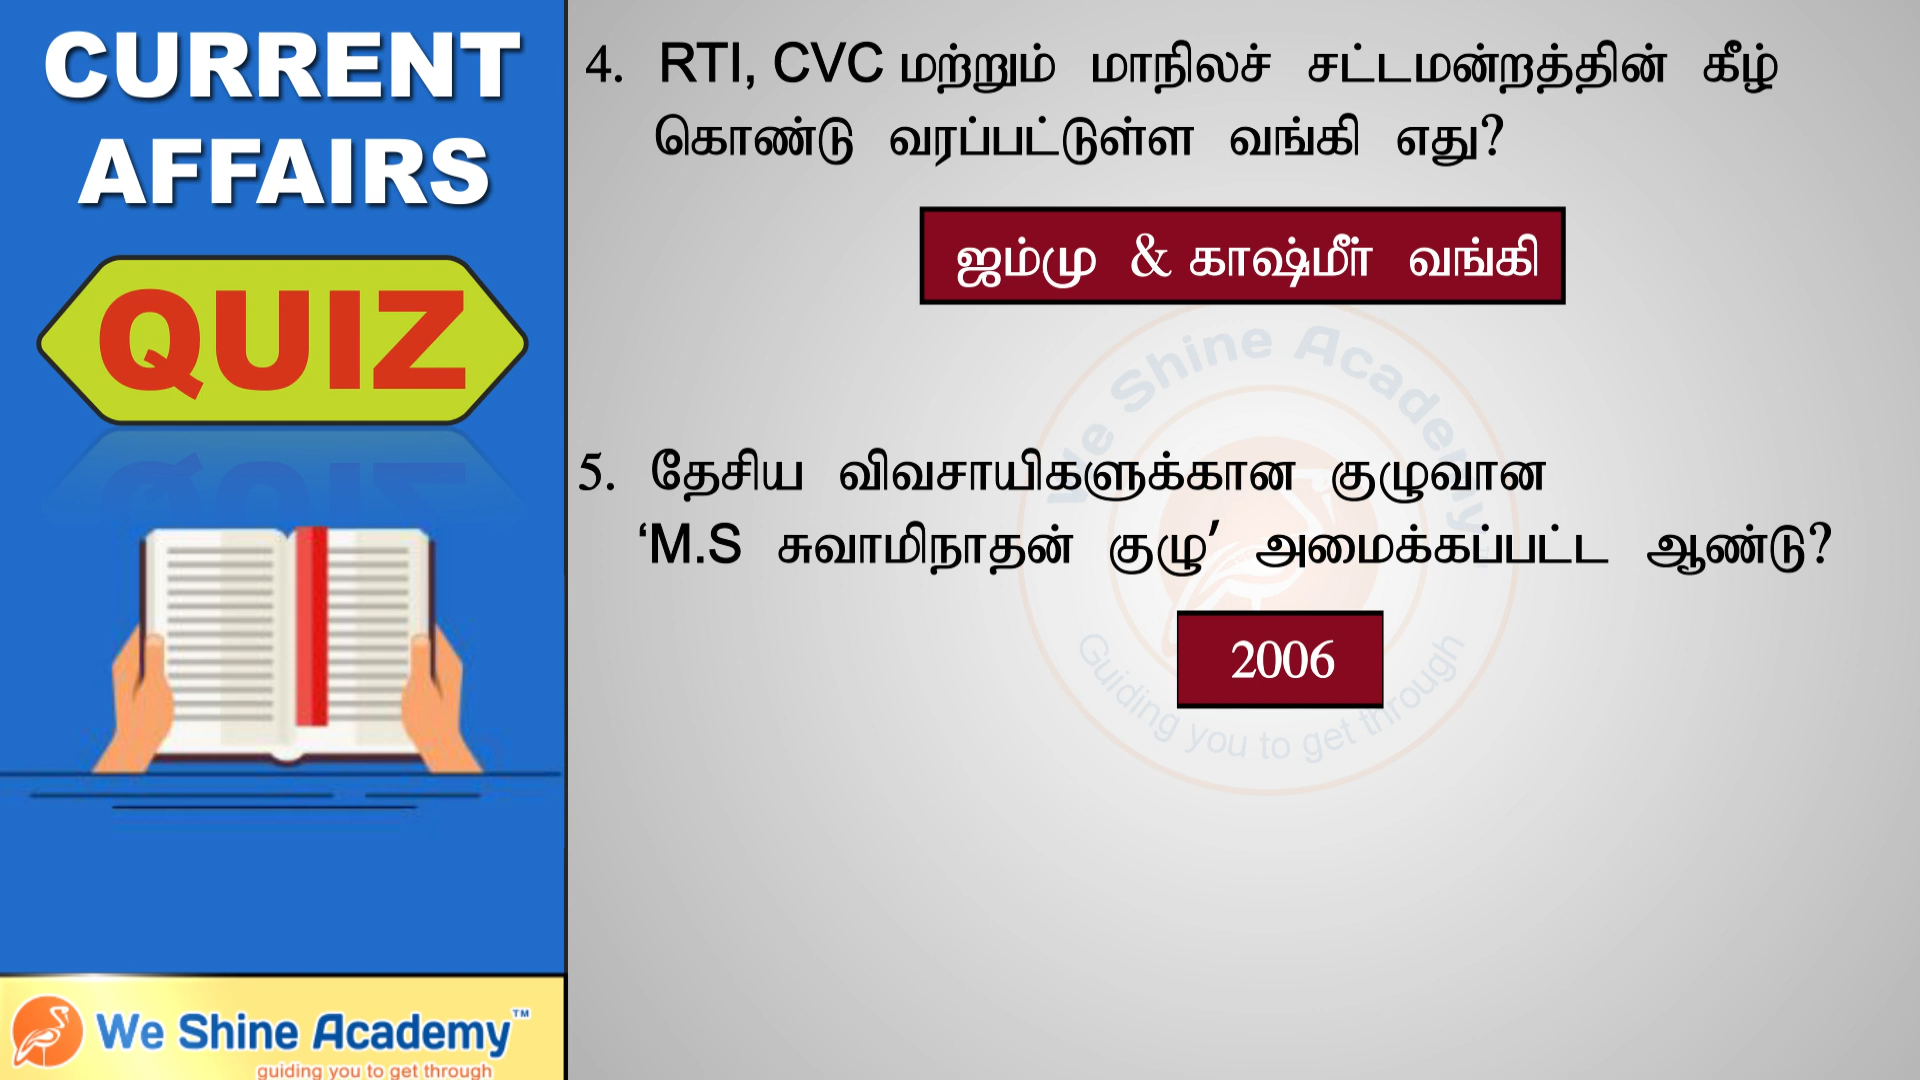 CURRENT
AFFAIRS
QUIZ
4. RTI, CVC மற்றும் மாநிலச் சட்டமன்றத்தின் கீழ்
கொண்டு வரப்பட்டுள்ள வங்கி எது?
ஜம்மு & காஷ்மீர் வங்கி
5. தேசிய விவசாயிகளுக்கான குழுவான
‘M.S சுவாமிநாதன் குழு’ அமைக்கப்பட்ட ஆண்டு?
2006
We Shine Academy
Guiding you to get through
We Shine Academy™
guiding you to get through